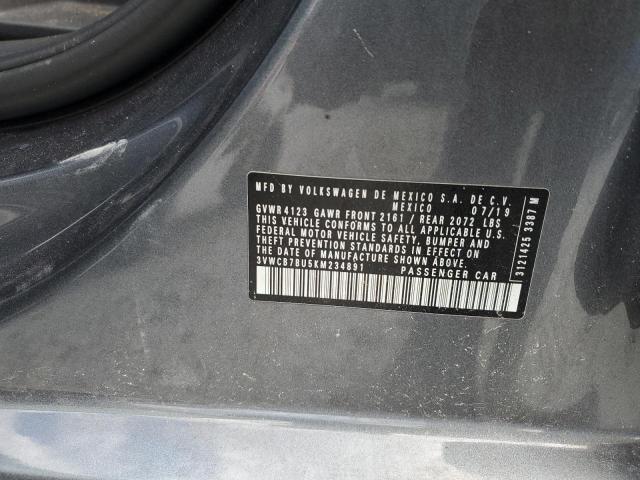 MFD BY VOLKSWAGEN DE MEXICO S.A. DE C.V.
MEXICO 07/19
GVWR 4123 GAWR FRONT 2161 / REAR 2072 LBS
THIS VEHICLE CONFORMS TO ALL APPLICABLE U.S.
FEDERAL MOTOR VEHICLE SAFETY, BUMPER AND
THEFT PREVENTION STANDARDS IN EFFECT ON
THE DATE OF MANUFACTURE SHOWN ABOVE.
3VWCB7BU5KM234891 PASSENGER CAR
3121425 3387 M